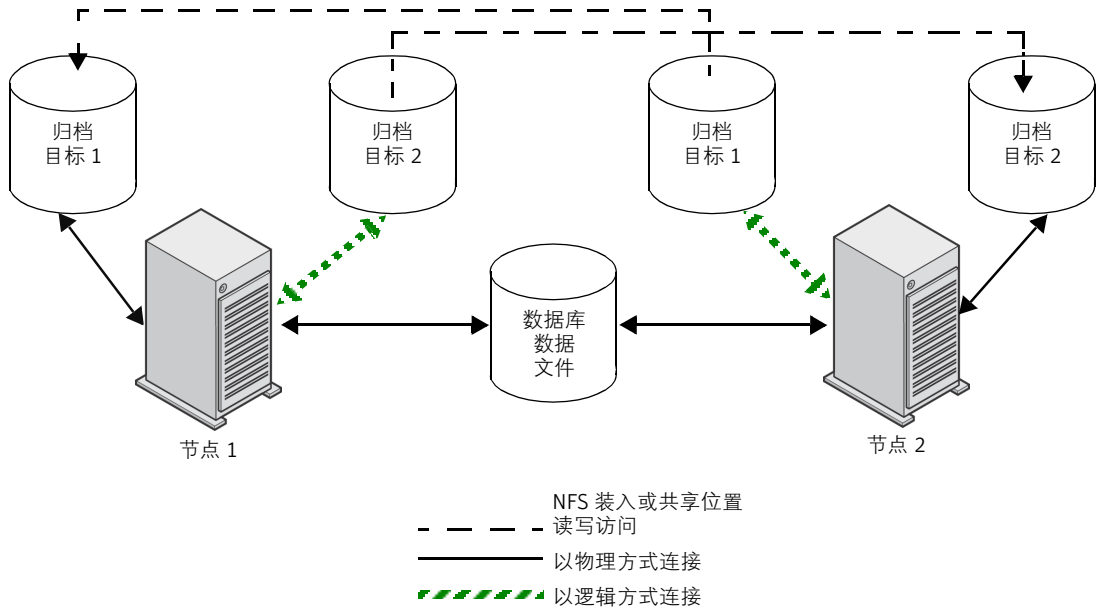 归档
目标 1
归档
目标 2
归档
目标 1
归档
目标 2
数据库
数据
文件
节点 1
节点 2
NFS 装入或共享位置
读写访问
以物理方式连接
以逻辑方式连接